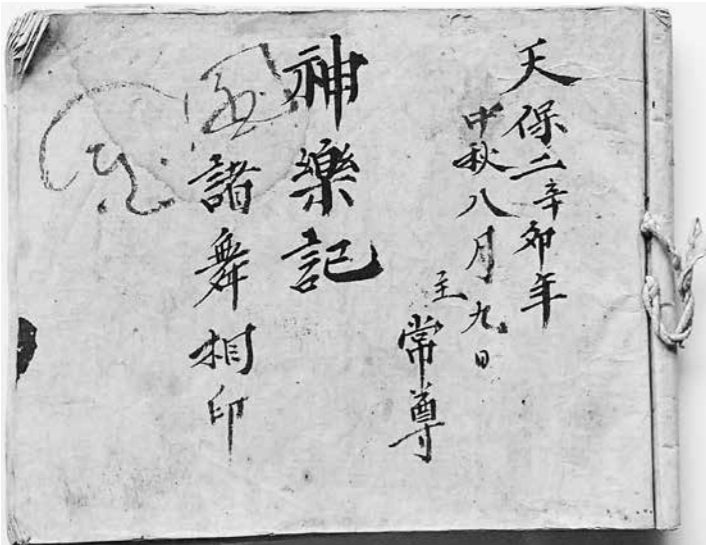 天保二辛卯年
中秋八月九日
主 常尊
神樂記
諸舞相印